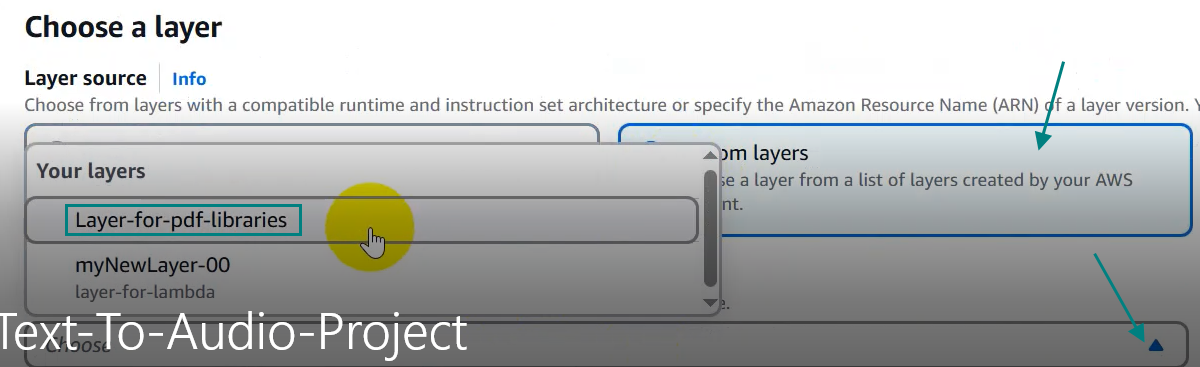 Choose a layer
Layer source Info
Choose from layers with a compatible runtime and instruction set architecture or specify the Amazon Resource Name (ARN) of a layer version.
Your layers
om layers
Layer-for-pdf-libraries
se a layer from a list of layers created by your AWS
nt.
myNewLayer-00
layer-for-lambda
e.
Text-To-Audio-Project
Choose